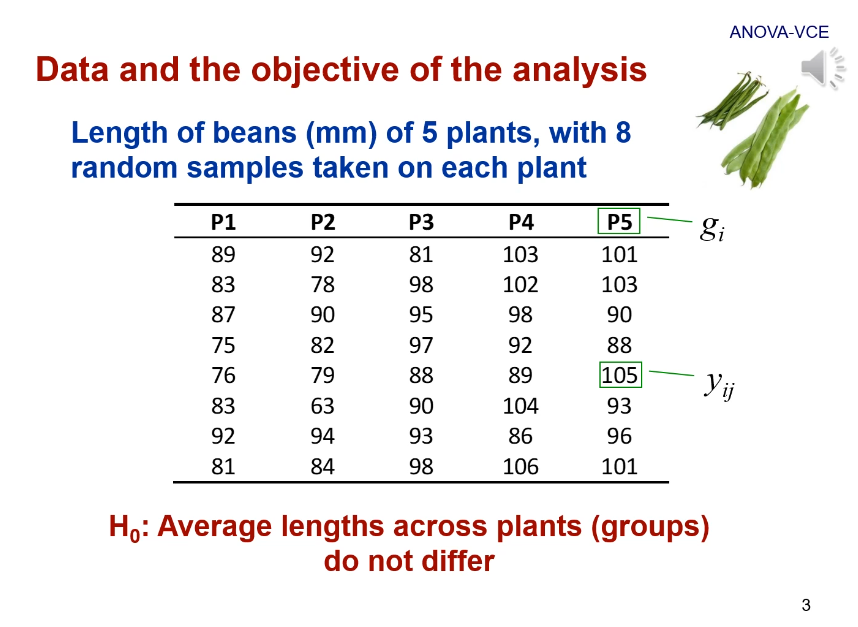 ANOVA-VCE
Data and the objective of the analysis
Length of beans (mm) of 5 plants, with 8
random samples taken on each plant
P1 P2 P3 P4 P5 gi
89 92 81 103 101
83 78 98 102 103
87 90 95 98 90
75 82 97 92 88
76 79 88 89 105 yij
83 63 90 104 93
92 94 93 86 96
81 84 98 106 101
H0: Average lengths across plants (groups)
do not differ
3